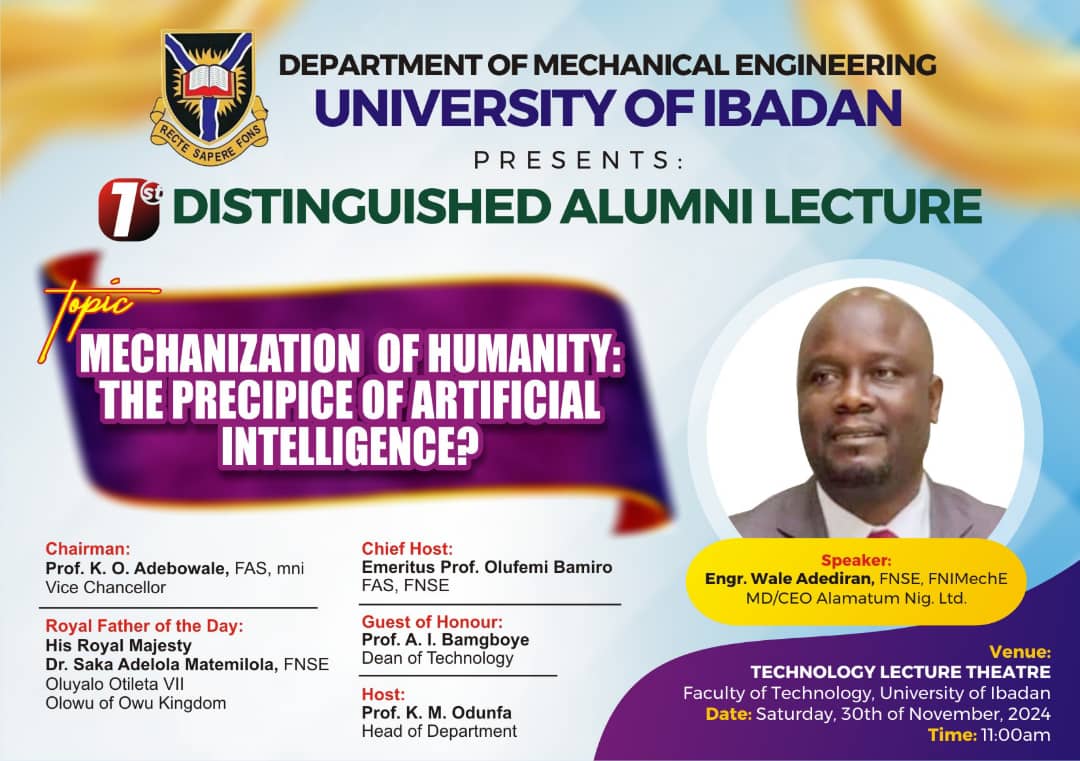 DEPARTMENT OF MECHANICAL ENGINEERING
UNIVERSITY OF IBADAN
RECTE SAPERE FONS
PRESENTS:
1st DISTINGUISHED ALUMNI LECTURE
Topic
MECHANIZATION OF HUMANITY:
THE PRECIPICE OF ARTIFICIAL
INTELLIGENCE?
Chairman:
Prof. K. O. Adebowale, FAS, mni
Vice Chancellor
Royal Father of the Day:
His Royal Majesty
Dr. Saka Adelola Matemilola, FNSE
Oluyalo Otileta VII
Olowu of Owu Kingdom
Chief Host:
Emeritus Prof. Olufemi Bamiro
FAS, FNSE
Guest of Honour:
Prof. A. I. Bamgboye
Dean of Technology
Host:
Prof. K. M. Odunfa
Head of Department
Speaker:
Engr. Wale Adediran, FNSE, FNIMechE
MD/CEO Alamatum Nig. Ltd.
Venue:
TECHNOLOGY LECTURE THEATRE
Faculty of Technology, University of Ibadan
Date: Saturday, 30th of November, 2024
Time: 11:00am